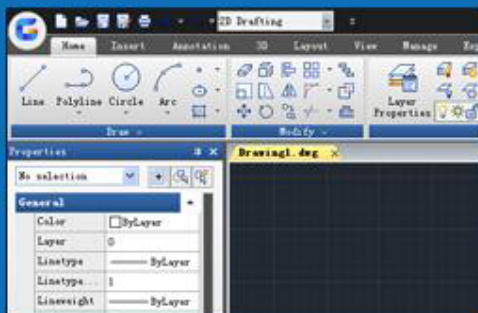 2D Drafting
Home Insert Annotation 3D Layout View Manage
Line Polyline Circle Arc
Layer
Properties
Draw Modify
Properties
Drawing1.dwg
No selection
General
Color ByLayer
Layer 0
Linetype ByLayer
Linetype... 1
Lineweight ByLayer